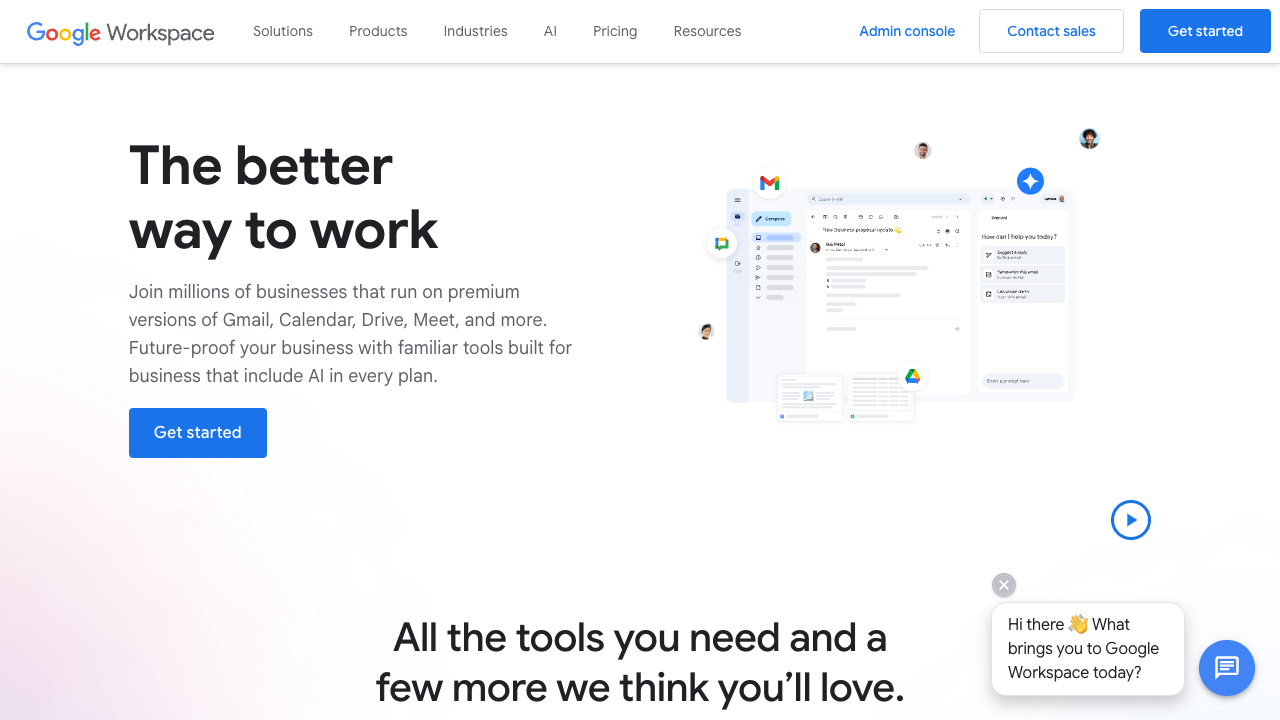 Google Workspace
Solutions
Products
Industries
AI
Pricing
Resources
Admin console
Contact sales
Get started
The better
way to work
Join millions of businesses that run on premium
versions of Gmail, Calendar, Drive, Meet, and more.
Future-proof your business with familiar tools built for
business that include AI in every plan.
Get started
Compose
New Business proposal update
How can I help you today?
Enter a prompt here
All the tools you need and a
few more we think you’ll love.
Hi there 👋 What
brings you to Google
Workspace today?